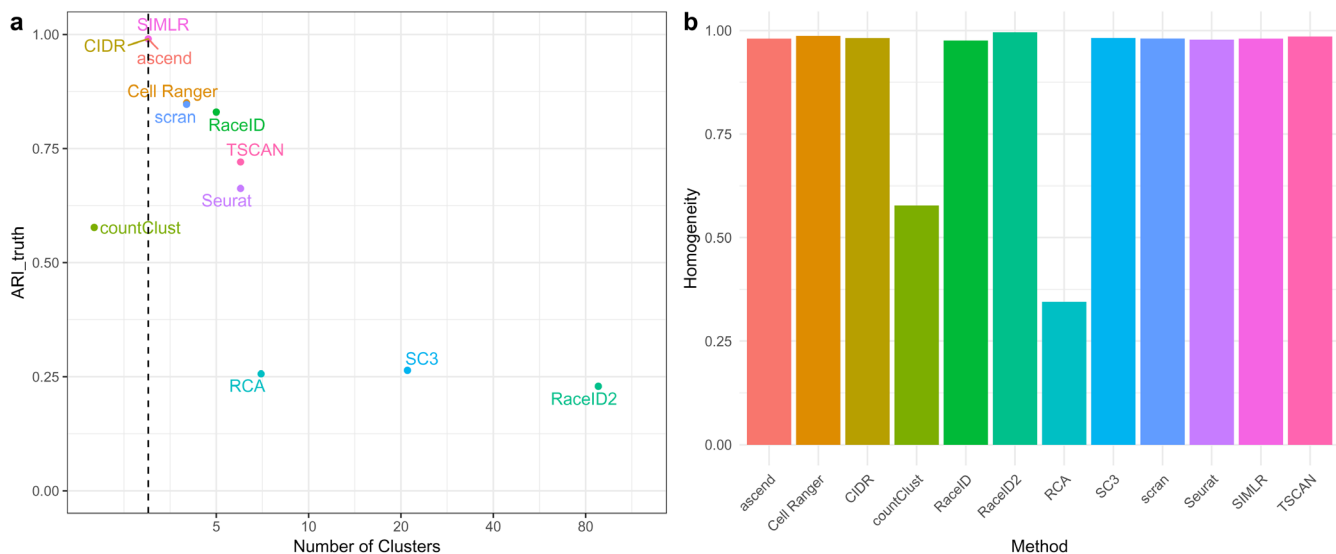 a
SIMLR
1.00
CIDR
ascend
Cell Ranger
scran
RaceID
0.75
TSCAN
Seurat
countClust
0.50
ARI_truth
SC3
0.25
RCA
RaceID2
0.00
5
10
20
40
80
Number of Clusters
b
1.00
0.75
0.50
0.25
0.00
Homogeneity
ascend
Cell Ranger
CIDR
countClust
RaceID
RaceID2
RCA
SC3
scran
Seurat
SIMLR
TSCAN
Method